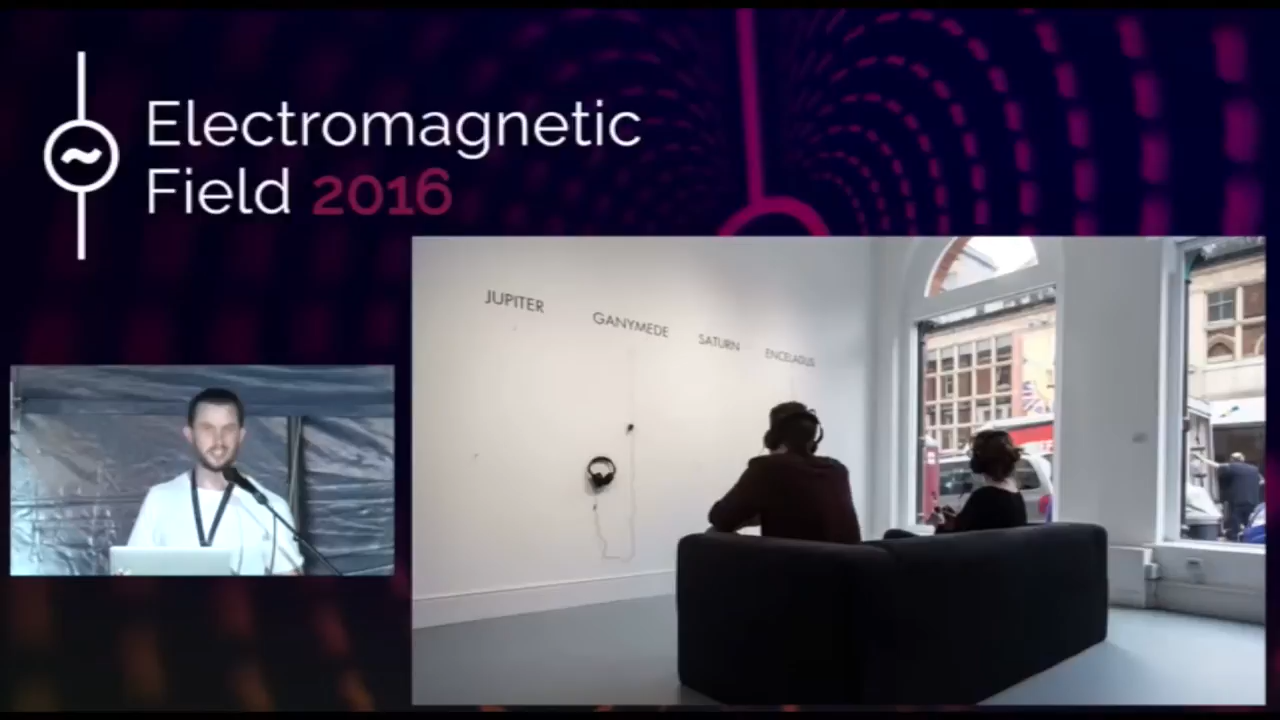 Electromagnetic
Field 2016
JUPITER
GANYMEDE
SATURN
ENCELADUS